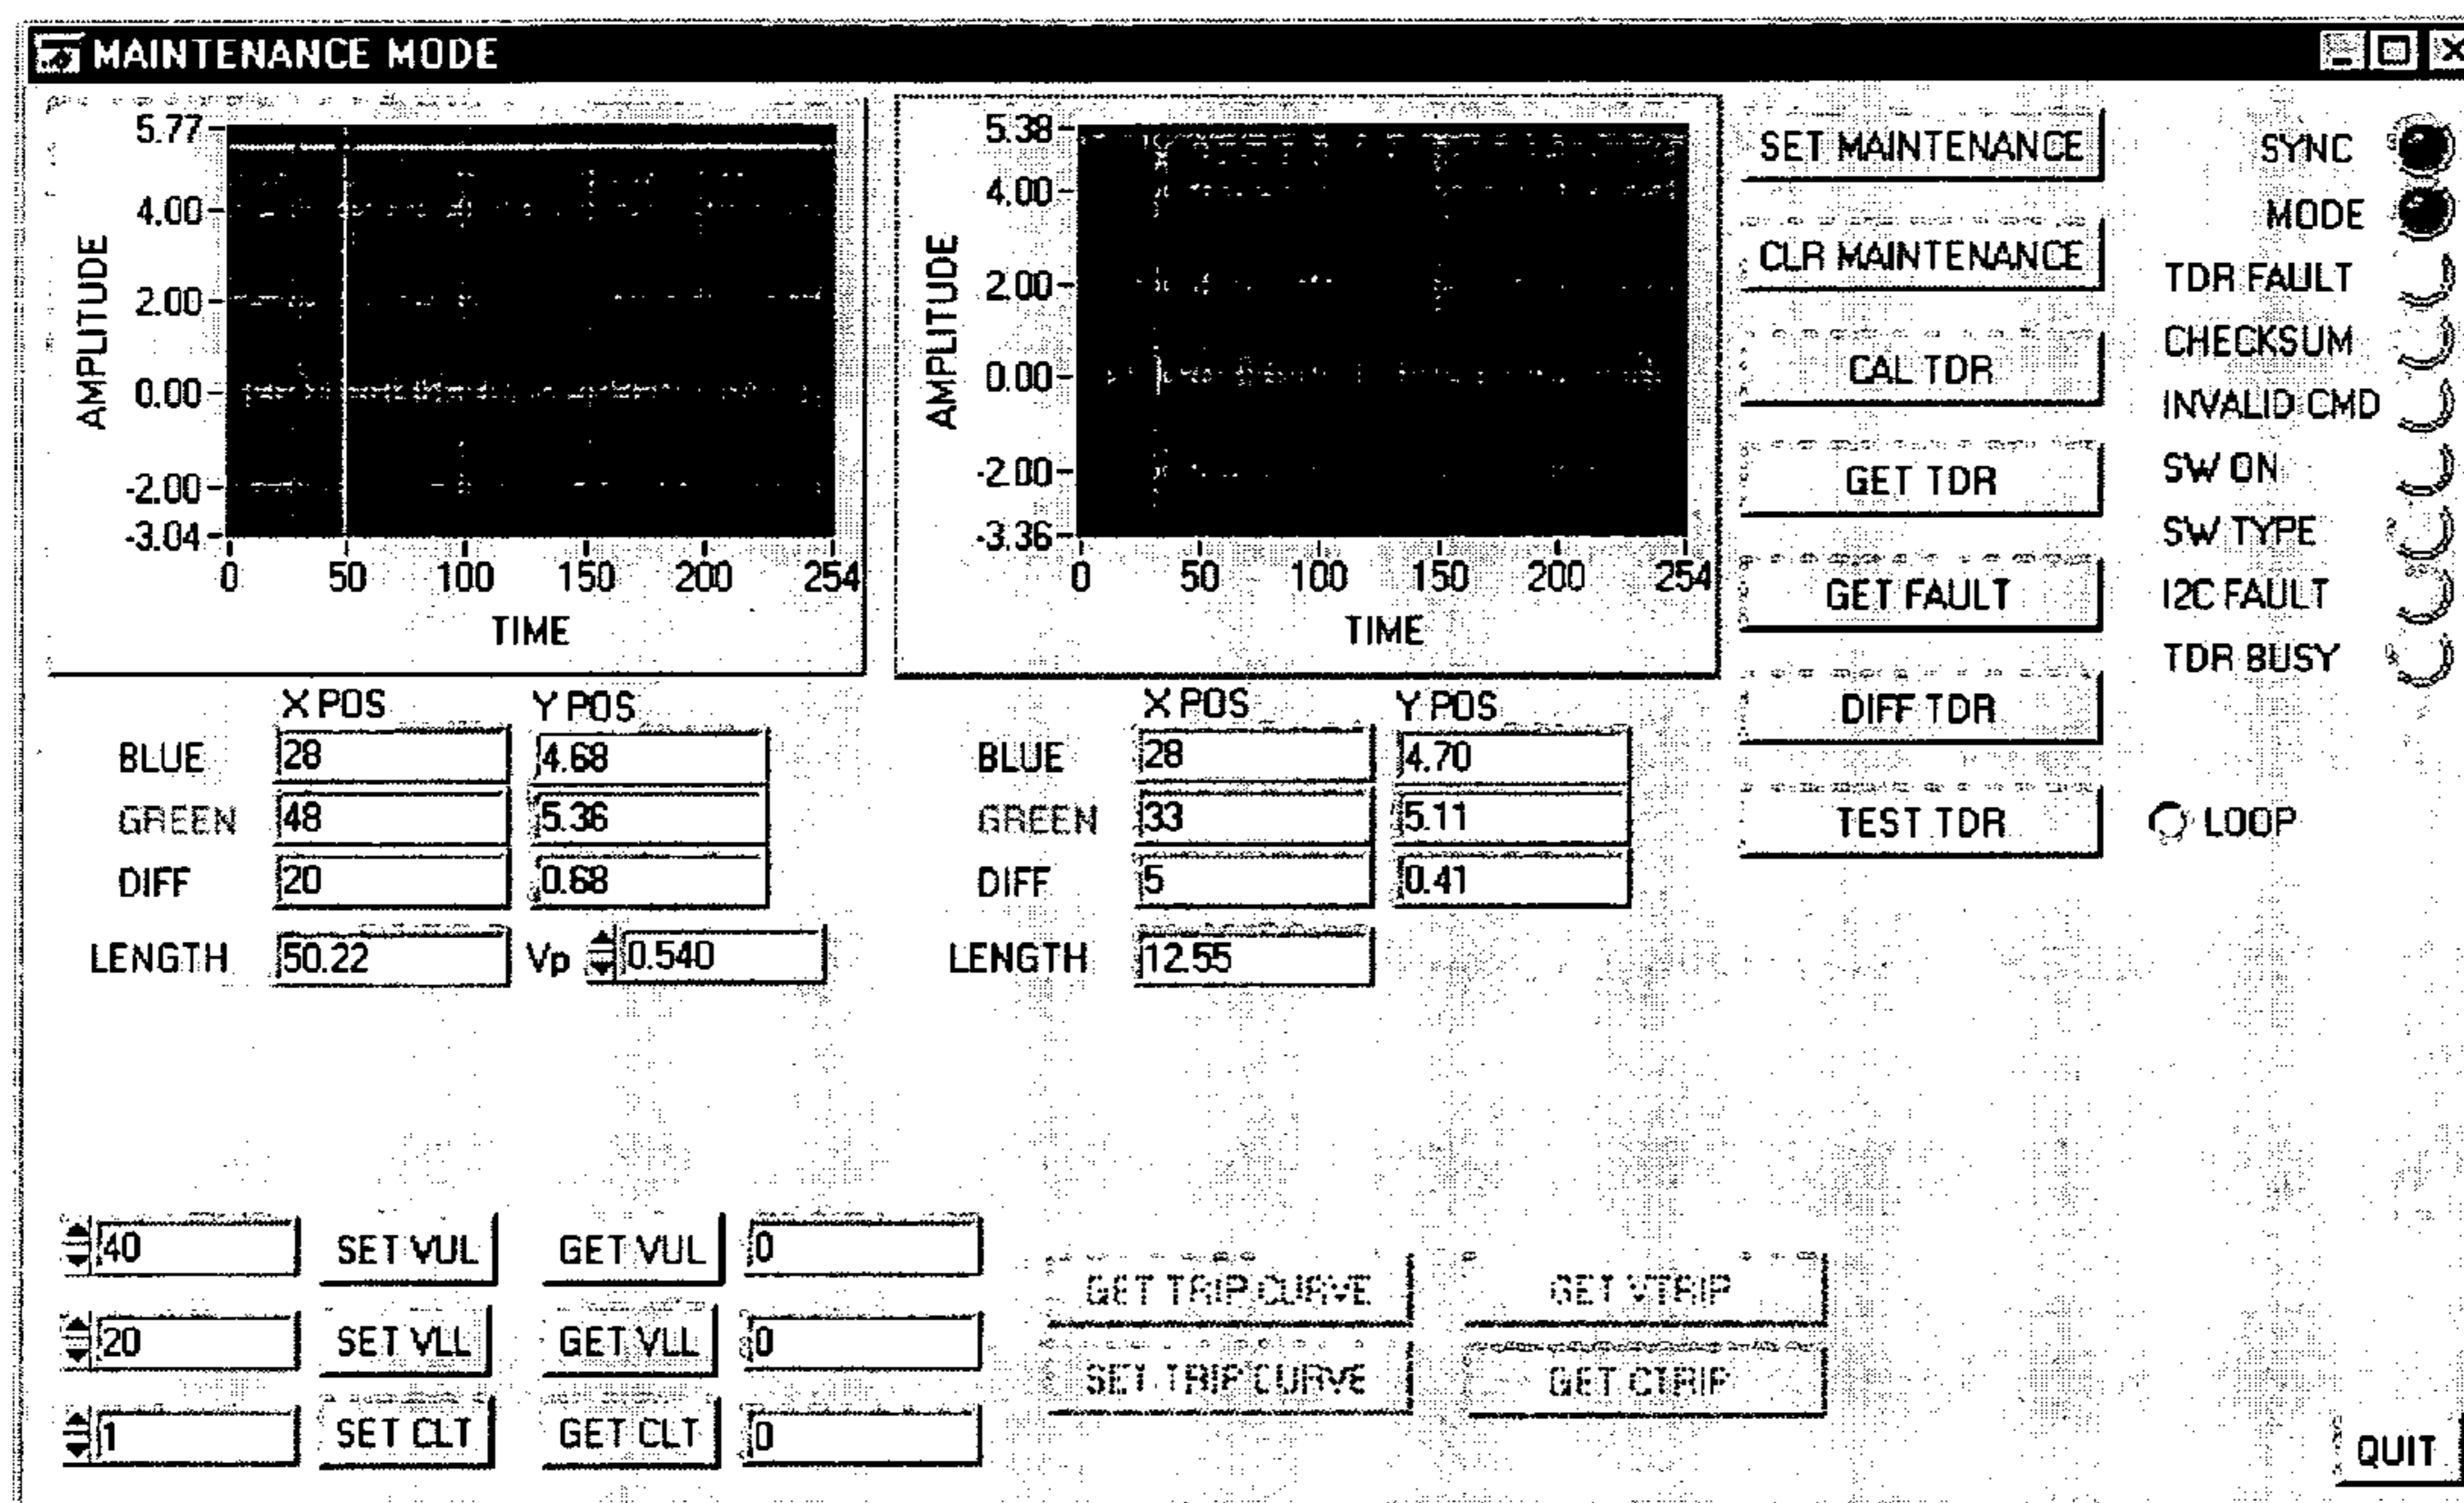 MAINTENANCE MODE
5.77
4.00
2.00
0.00
-2.00
-3.04
AMPLITUDE
0 50 100 150 200 254
TIME
5.38
4.00
2.00
0.00
-2.00
-3.36
AMPLITUDE
0 50 100 150 200 254
TIME
X POS Y POS
BLUE 28 4.68
GREEN 48 5.36
DIFF 20 0.68
LENGTH 50.22 Vp 0.540
X POS Y POS
BLUE 28 4.70
GREEN 33 5.11
DIFF 5 0.41
LENGTH 12.55
SET MAINTENANCE
CLR MAINTENANCE
CAL TDR
GET TDR
GET FAULT
DIFF TDR
TEST TDR
LOOP
SYNC
MODE
TDR FAULT
CHECKSUM
INVALID CMD
SW ON
SW TYPE
I2C FAULT
TDR BUSY
40 SET VUL GET VUL 0
20 SET VLL GET VLL 0
1 SET CLT GET CLT 0
GET TRIP CURVE GET VTRIP
SET TRIP CURVE GET CTRIP
QUIT